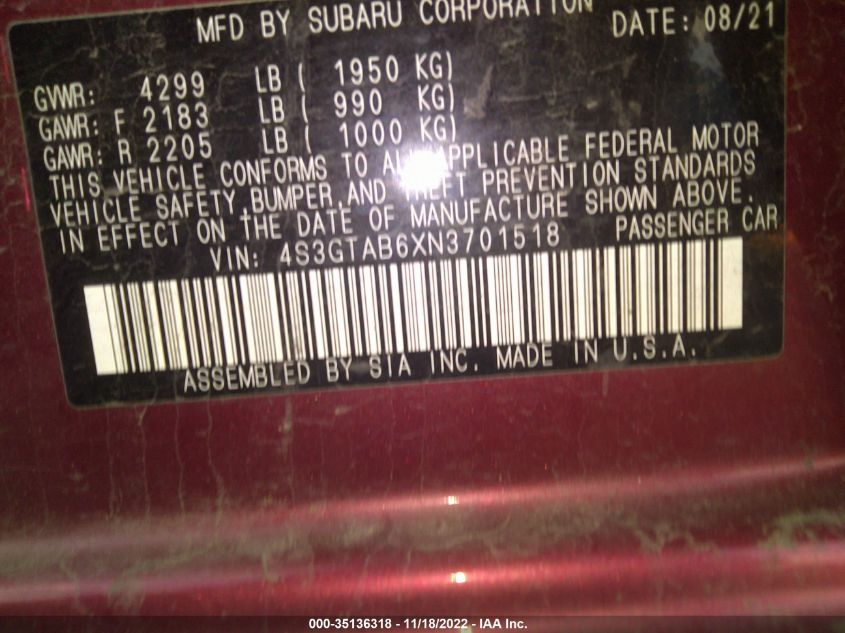 MFD BY SUBARU CORPORATION DATE: 08/21
GVWR: 4299 LB ( 1950 KG)
GAWR: F 2183 LB ( 990 KG)
GAWR: R 2205 LB ( 1000 KG)
THIS VEHICLE CONFORMS TO ALL APPLICABLE FEDERAL MOTOR
VEHICLE SAFETY, BUMPER, AND THEFT PREVENTION STANDARDS
IN EFFECT ON THE DATE OF MANUFACTURE SHOWN ABOVE.
VIN: 4S3GTAB6XN3701518 PASSENGER CAR
ASSEMBLED BY SIA INC. MADE IN U.S.A.
000-35136318 - 11/18/2022 - IAA Inc.